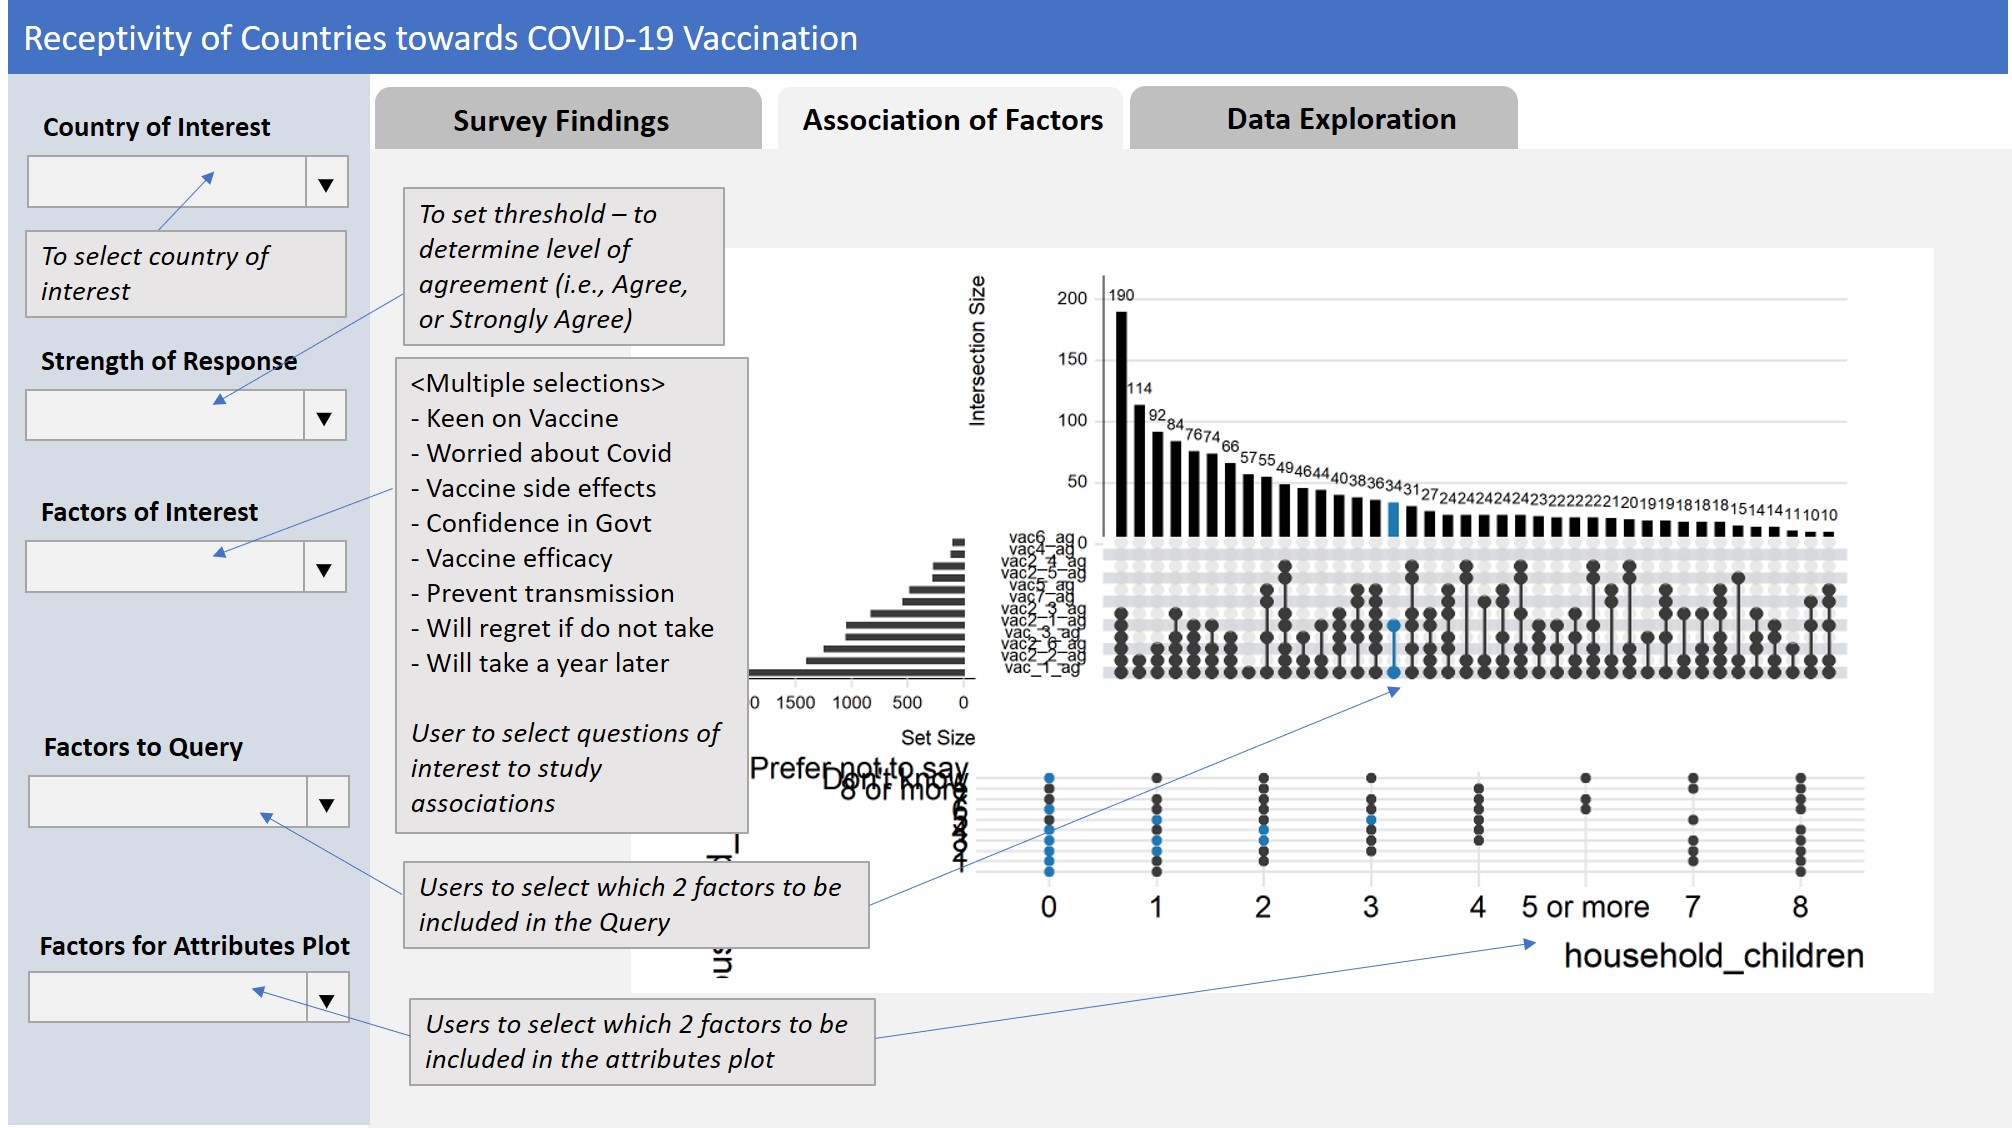 Receptivity of Countries towards COVID-19 Vaccination
Survey Findings
Association of Factors
Data Exploration
Country of Interest
▼
To select country of
interest
Strength of Response
▼
Factors of Interest
▼
Factors to Query
▼
Factors for Attributes Plot
▼
To set threshold – to
determine level of
agreement (i.e., Agree,
or Strongly Agree)
<Multiple selections>
- Keen on Vaccine
- Worried about Covid
- Vaccine side effects
- Confidence in Govt
- Vaccine efficacy
- Prevent transmission
- Will regret if do not take
- Will take a year later
User to select questions of
interest to study
associations
Users to select which 2 factors to be
included in the Query
Users to select which 2 factors to be
included in the attributes plot
Intersection Size
200
150
100
50
0
190
114
92
84
76
74
66
57
55
49
46
44
40
38
36
34
31
27
24
24
24
24
24
23
22
22
22
21
20
19
19
18
18
18
15
14
14
11
10
10
vac6_ag
vac4_ag
vac2_4_ag
vac2_5_ag
vac5_ag
vac7_ag
vac2_3_ag
vac2_1_ag
vac_3_ag
vac2_6_ag
vac2_2_ag
vac_1_ag
0 1500 1000 500 0
Set Size
Prefer not to say
Don't know
8 or more
0 1 2 3 4 5 or more 7 8
household_children